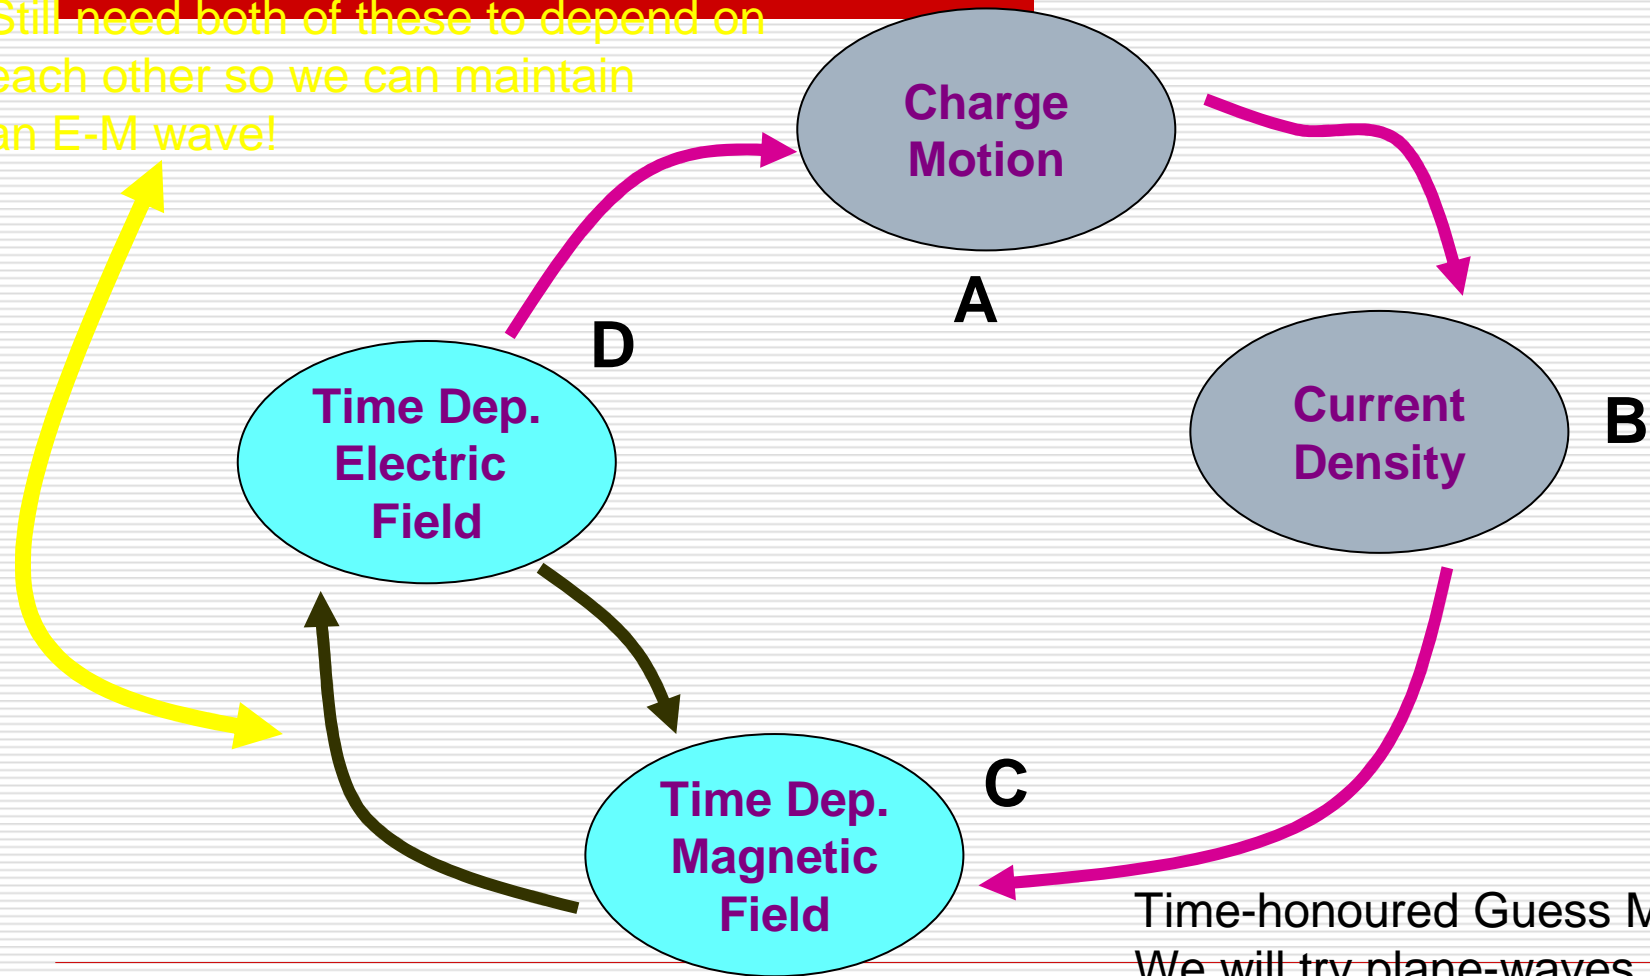 Still need both of these to depend on
each other so we can maintain
an E-M wave!
Charge
Motion
A
D
Time Dep.
Electric
Field
Current
Density
B
C
Time Dep.
Magnetic
Field
Time-honoured Guess
We will try plane-waves